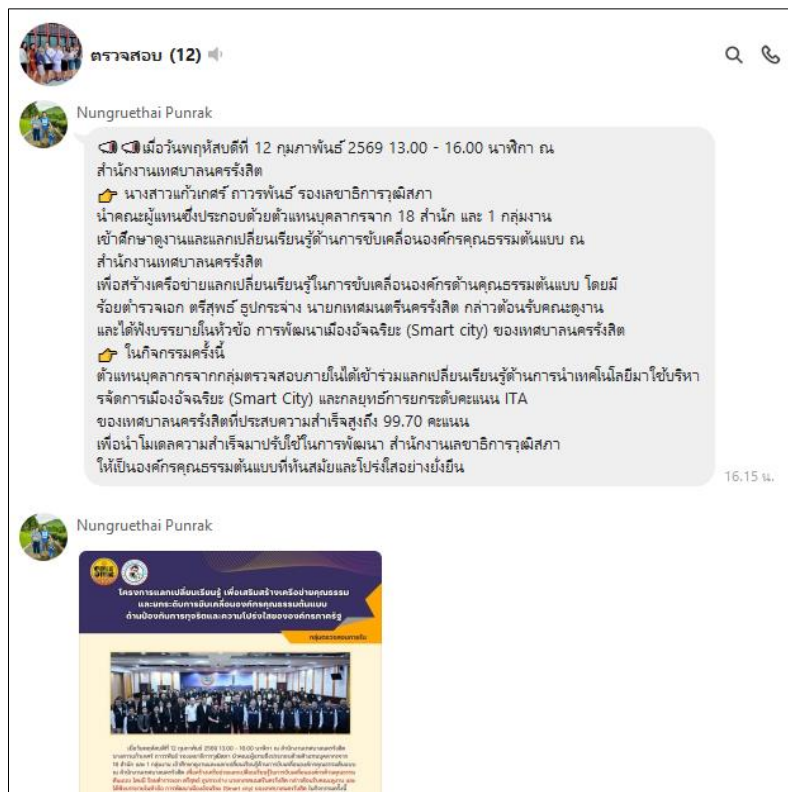 ตรวจสอบ (12)
Nungruethai Punrak
เมื่อวันพฤหัสบดีที่ 12 กุมภาพันธ์ 2569 13.00 - 16.00 นาฬิกา ณ
สำนักงานเทศบาลนครรังสิต
👉 นางสาวแก้วเกศร์ ถาวรพันธ์ รองเลขาธิการวุฒิสภา
นำคณะผู้แทนซึ่งประกอบด้วยตัวแทนบุคลากรจาก 18 สำนัก และ 1 กลุ่มงาน
เข้าศึกษาดูงานและแลกเปลี่ยนเรียนรู้ด้านการขับเคลื่อนองค์กรคุณธรรมต้นแบบ ณ
สำนักงานเทศบาลนครรังสิต
เพื่อสร้างเครือข่ายแลกเปลี่ยนเรียนรู้ในการขับเคลื่อนองค์กรด้านคุณธรรมต้นแบบ โดยมี
ร้อยตำรวจเอก ตรีลุพธ์ ธูปกระจ่าง นายกเทศมนตรีนครรังสิต กล่าวต้อนรับคณะดูงาน
และได้ฟังบรรยายในหัวข้อ การพัฒนาเมืองอัจฉริยะ (Smart city) ของเทศบาลนครรังสิต
👉 ในกิจกรรมครั้งนี้
ตัวแทนบุคลากรจากกลุ่มตรวจสอบภายในได้เข้าร่วมแลกเปลี่ยนเรียนรู้ด้านการนำเทคโนโลยีมาใช้บริหา
รจัดการเมืองอัจฉริยะ (Smart City) และกลยุทธ์การยกระดับคะแนน ITA
ของเทศบาลนครรังสิตที่ประสบความสำเร็จสูงถึง 99.70 คะแนน
เพื่อนำโมเดลความสำเร็จมาปรับใช้ในการพัฒนา สำนักงานเลขาธิการวุฒิสภา
ให้เป็นองค์กรคุณธรรมต้นแบบที่ทันสมัยและโปร่งใสอย่างยั่งยืน
16.15 น.
Nungruethai Punrak
โครงการแลกเปลี่ยนเรียนรู้ เพื่อเสริมสร้างเครือข่ายคุณธรรม
และยกระดับการขับเคลื่อนองค์กรคุณธรรมต้นแบบ
ด้านป้องกันการทุจริตและความโปร่งใสขององค์กรภาครัฐ
กลุ่มตรวจสอบภายใน